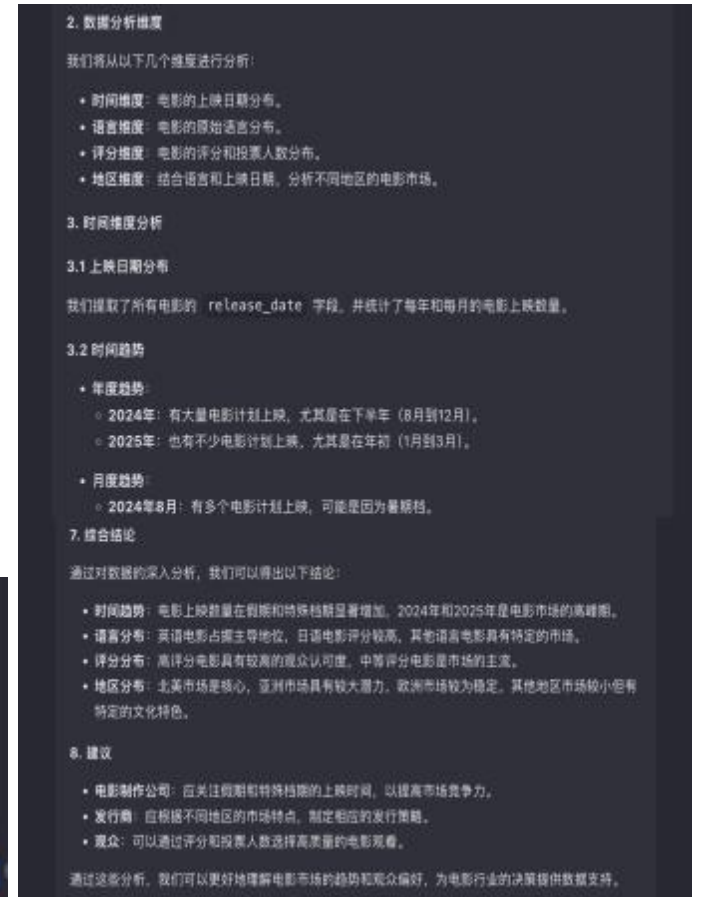 2. 数据分析维度
我们将从以下几个维度进行分析：
• 时间维度：电影的上映日期分布。
• 语言维度：电影的原始语言分布。
• 评分维度：电影的评分和投票人数分布。
• 地区维度：结合语言和上映日期，分析不同地区的电影市场。
3. 时间维度分析
3.1 上映日期分布
我们提取了所有电影的 release_date 字段，并统计了每年和每月的电影上映数量。
3.2 时间趋势
• 年度趋势：
◦ 2024年：有大量电影计划上映，尤其是在下半年（8月到12月）。
◦ 2025年：也有不少电影计划上映，尤其是在年初（1月到3月）。
• 月度趋势：
◦ 2024年8月：有多个电影计划上映，可能是因为暑期档。
7. 综合结论
通过对数据的深入分析，我们可以得出以下结论：
• 时间趋势：电影上映数量在假期和特殊档期显著增加，2024年和2025年是电影市场的高峰期。
• 语言分布：英语电影占据主导地位，日语电影评分较高，其他语言电影具有特定的市场。
• 评分分布：高评分电影具有较高的观众认可度，中等评分电影是市场的主流。
• 地区分布：北美市场是核心，亚洲市场具有较大潜力，欧洲市场较为稳定，其他地区市场较小但有
特定的文化特色。
8. 建议
• 电影制作公司：应关注假期和特殊档期的上映时间，以提高市场竞争力。
• 发行商：应根据不同地区的市场特点，制定相应的发行策略。
• 观众：可以通过评分和投票人数选择高质量的电影观看。
通过这些分析，我们可以更好地理解电影市场的趋势和观众偏好，为电影行业的决策提供数据支持。